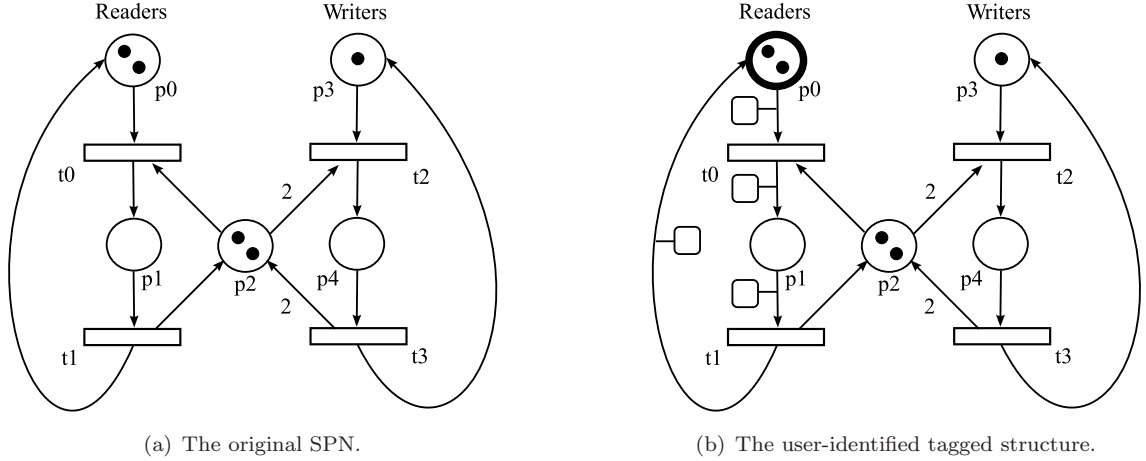 Readers
Writers
p0
p3
t0
2
t2
p1
p2
p4
2
t1
t3
(a) The original SPN.
Readers
Writers
p0
p3
t0
2
t2
p1
p2
p4
2
t1
t3
(b) The user-identified tagged structure.